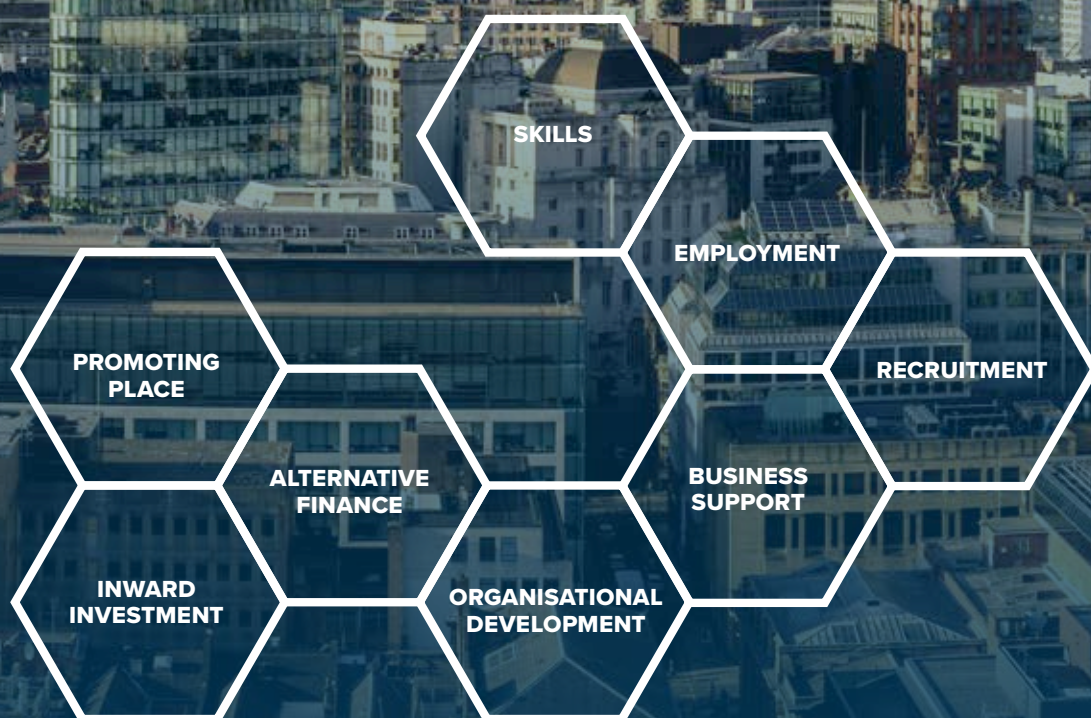 SKILLS
EMPLOYMENT
PROMOTING
PLACE
RECRUITMENT
ALTERNATIVE
FINANCE
BUSINESS
SUPPORT
INWARD
INVESTMENT
ORGANISATIONAL
DEVELOPMENT